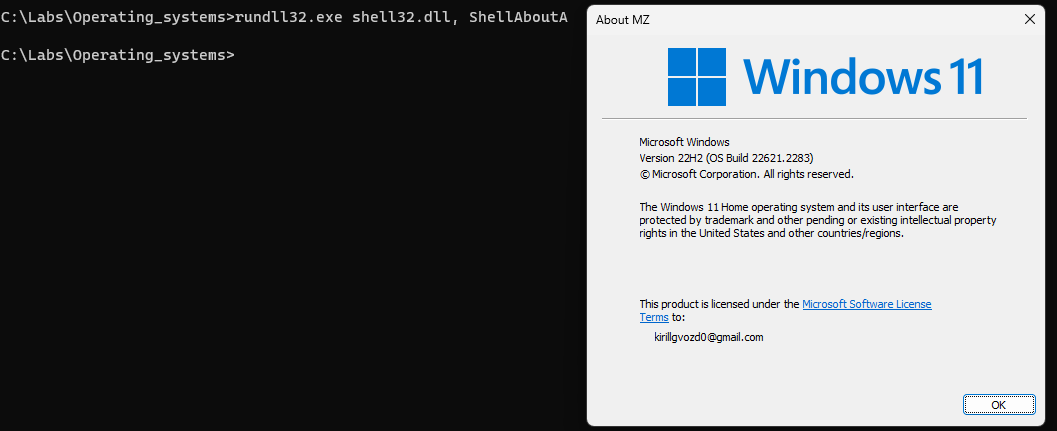 C:\Labs\Operating_systems>rundll32.exe shell32.dll, ShellAboutA
C:\Labs\Operating_systems>
About MZ
Windows 11
Microsoft Windows
Version 22H2 (OS Build 22621.2283)
© Microsoft Corporation. All rights reserved.
The Windows 11 Home operating system and its user interface are
protected by trademark and other pending or existing intellectual property
rights in the United States and other countries/regions.
This product is licensed under the Microsoft Software License
Terms to:
kirillgvozd0@gmail.com
OK